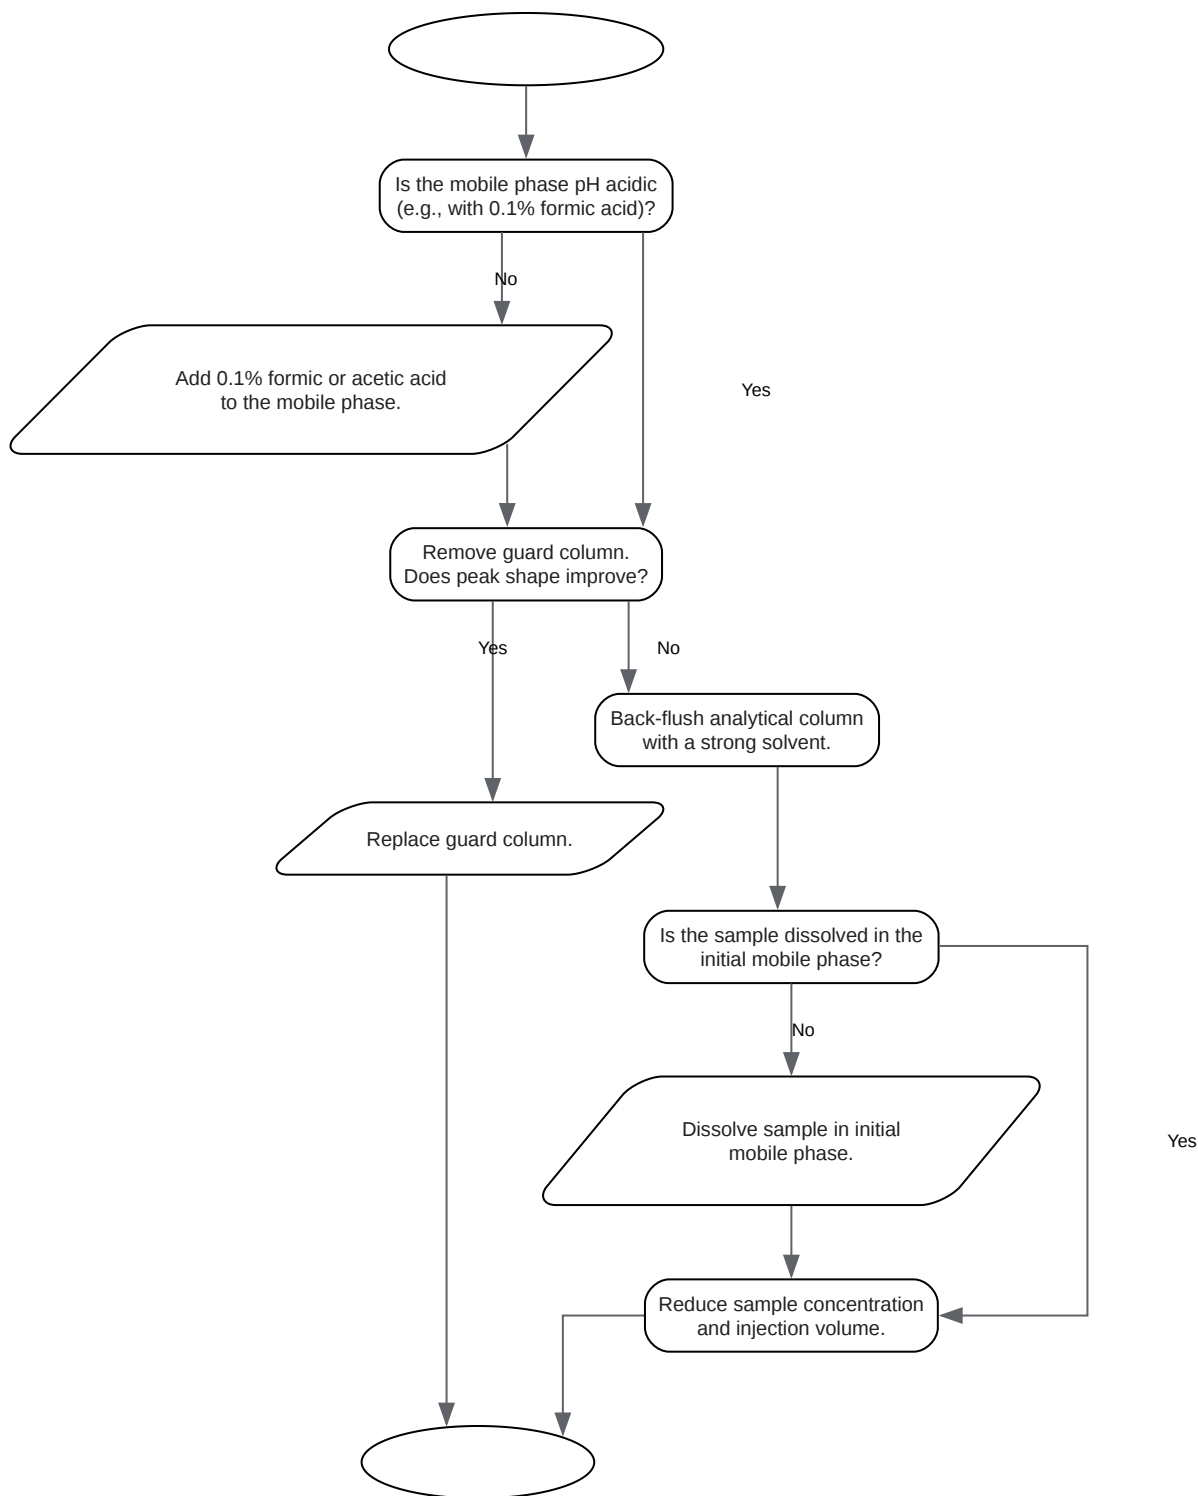 Is the mobile phase pH acidic
(e.g., with 0.1% formic acid)?
No
Add 0.1% formic or acetic acid
to the mobile phase.
Yes
Remove guard column.
Does peak shape improve?
Yes
No
Back-flush analytical column
with a strong solvent.
Replace guard column.
Is the sample dissolved in the
initial mobile phase?
No
Dissolve sample in initial
mobile phase.
Yes
Reduce sample concentration
and injection volume.